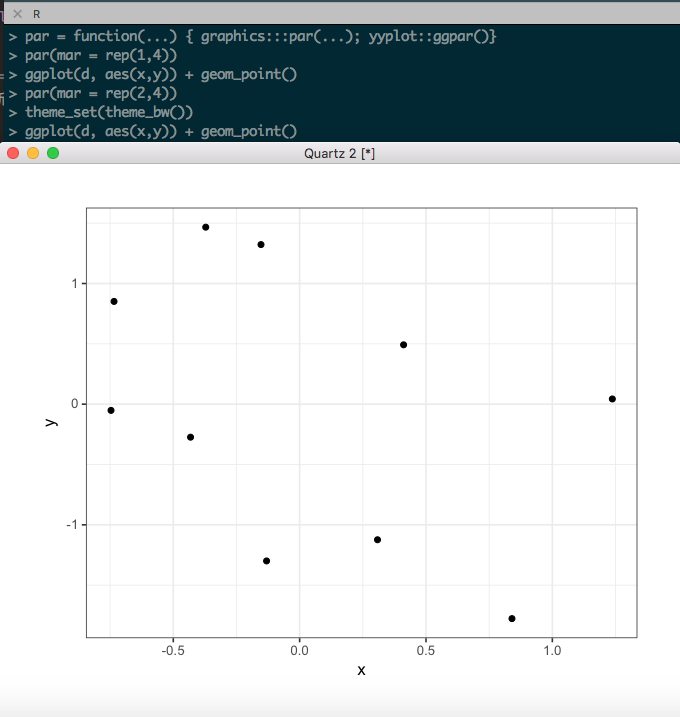 R
> par = function(...) { graphics:::par(...); yyplot::ggpar()}
> par(mar = rep(1,4))
> ggplot(d, aes(x,y)) + geom_point()
> par(mar = rep(2,4))
> theme_set(theme_bw())
> ggplot(d, aes(x,y)) + geom_point()
Quartz 2 [*]
1
0
-1
y
-0.5 0.0 0.5 1.0
x